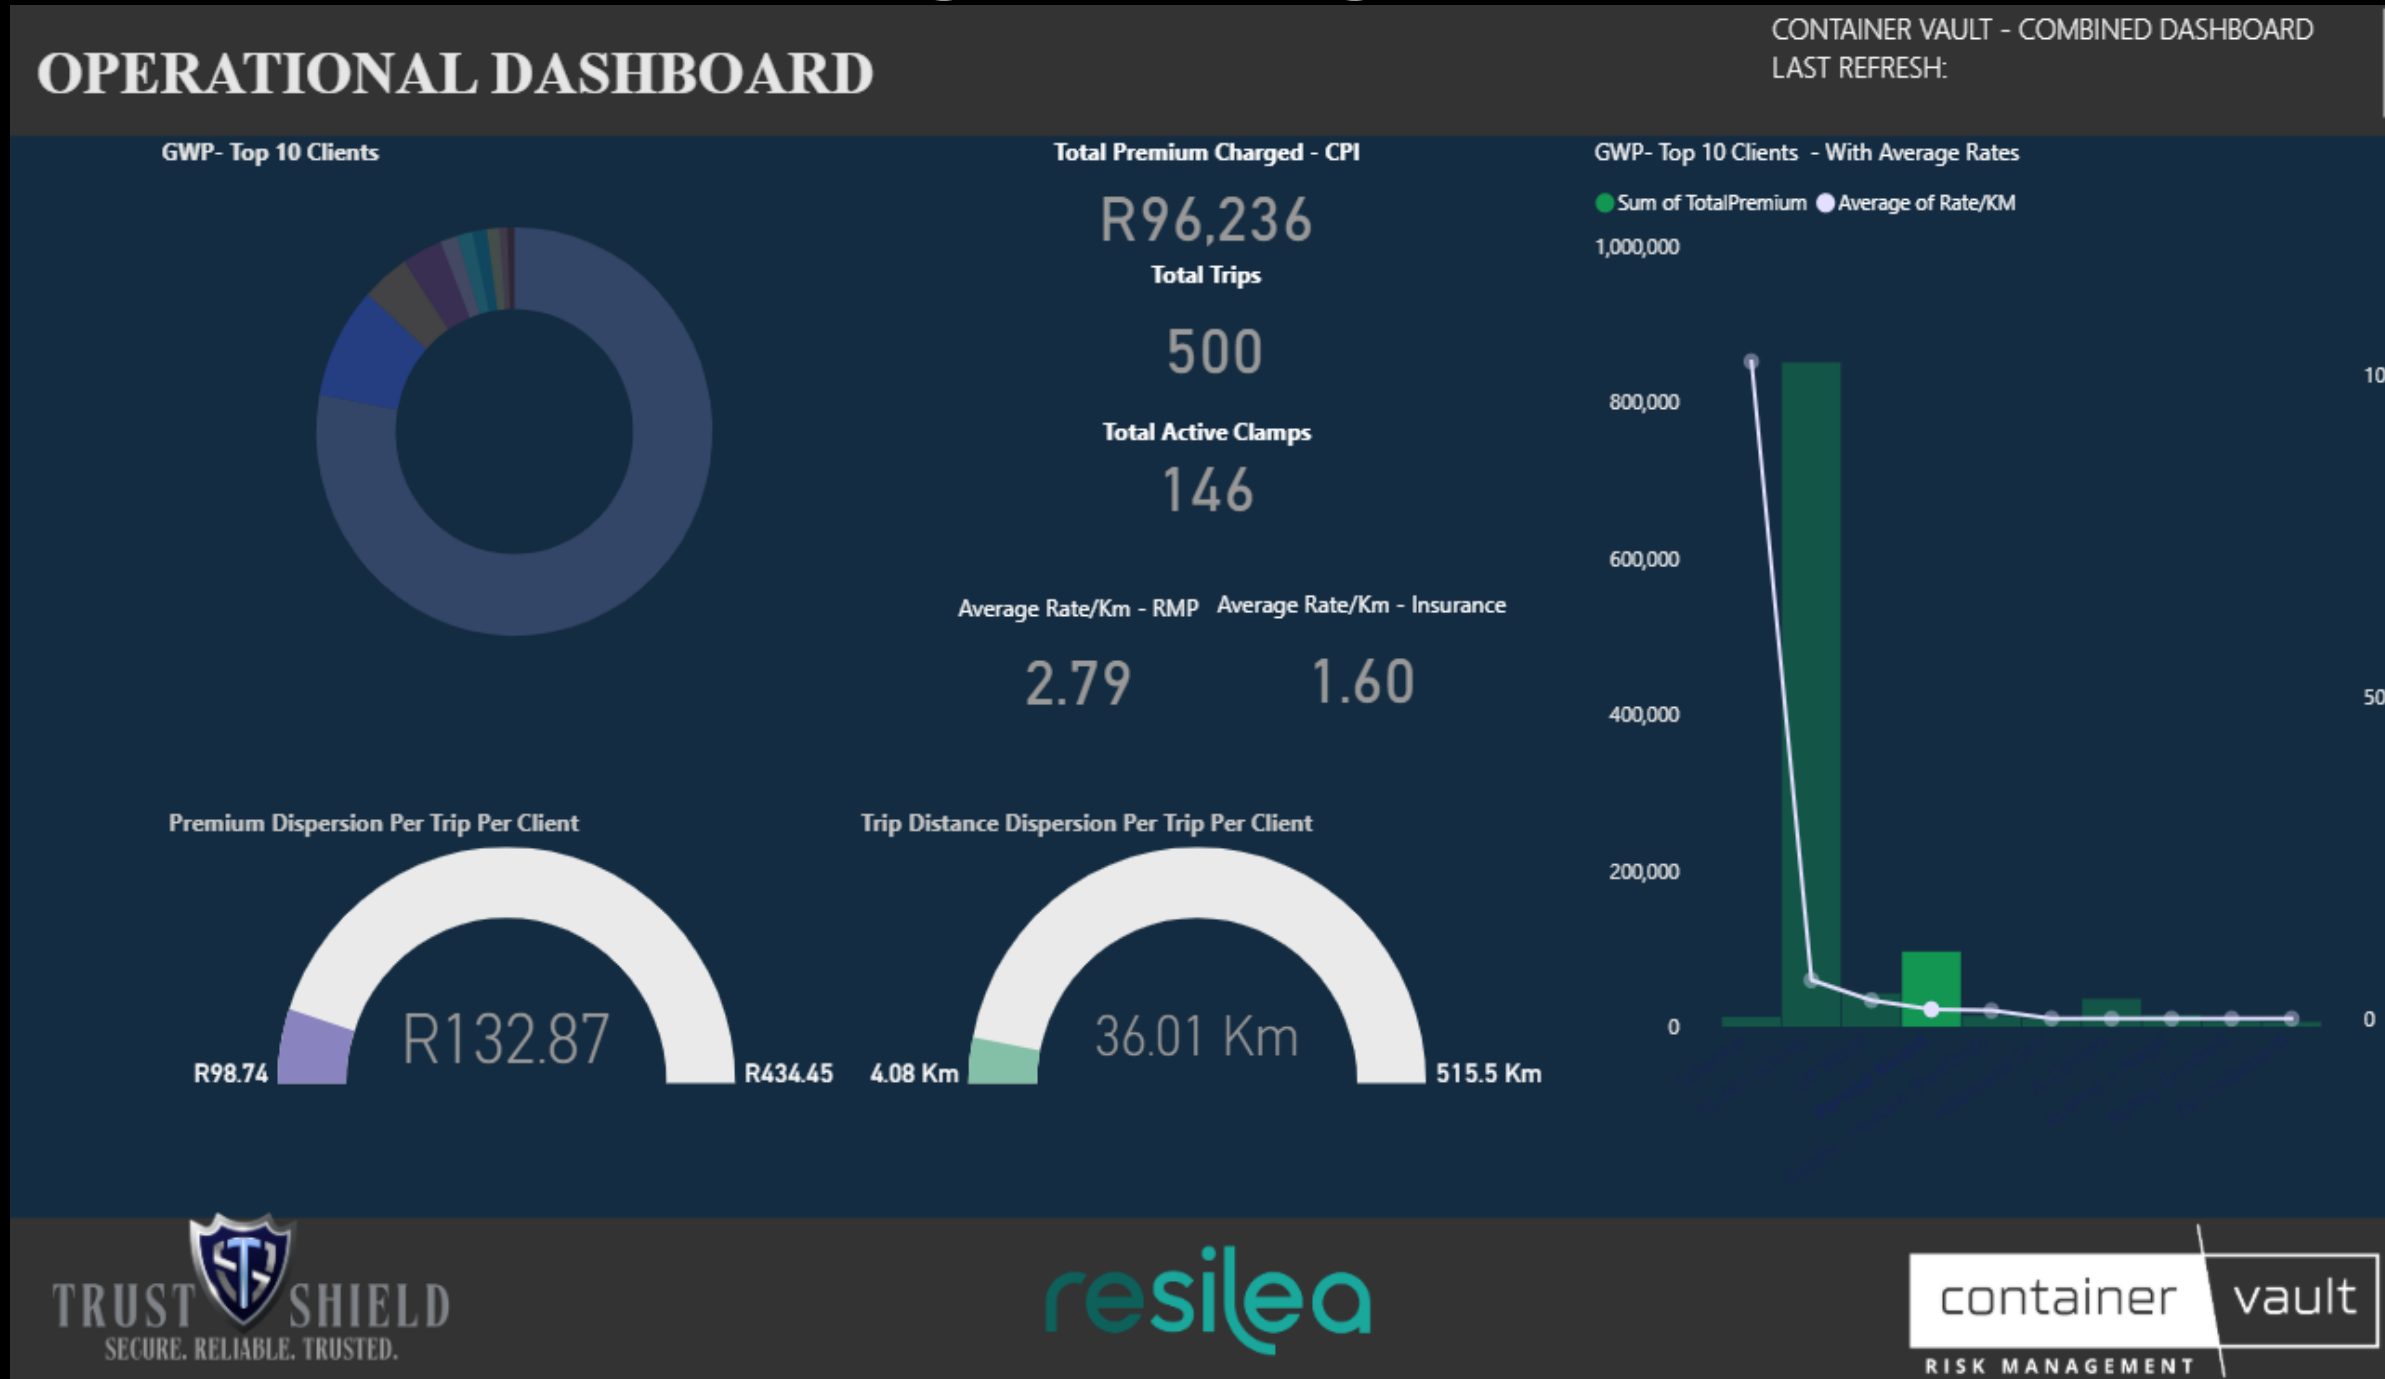 OPERATIONAL DASHBOARD
CONTAINER VAULT - COMBINED DASHBOARD
LAST REFRESH:
GWP- Top 10 Clients
Total Premium Charged - CPI
R96,236
Total Trips
500
Total Active Clamps
146
Average Rate/Km - RMP
2.79
Average Rate/Km - Insurance
1.60
GWP- Top 10 Clients - With Average Rates
Sum of TotalPremium
Average of Rate/KM
1,000,000
800,000
600,000
400,000
200,000
0
10
50
0
Premium Dispersion Per Trip Per Client
R132.87
R98.74
R434.45
Trip Distance Dispersion Per Trip Per Client
36.01 Km
4.08 Km
515.5 Km
TRUST SHIELD
SECURE. RELIABLE. TRUSTED.
resilea
container vault
RISK MANAGEMENT